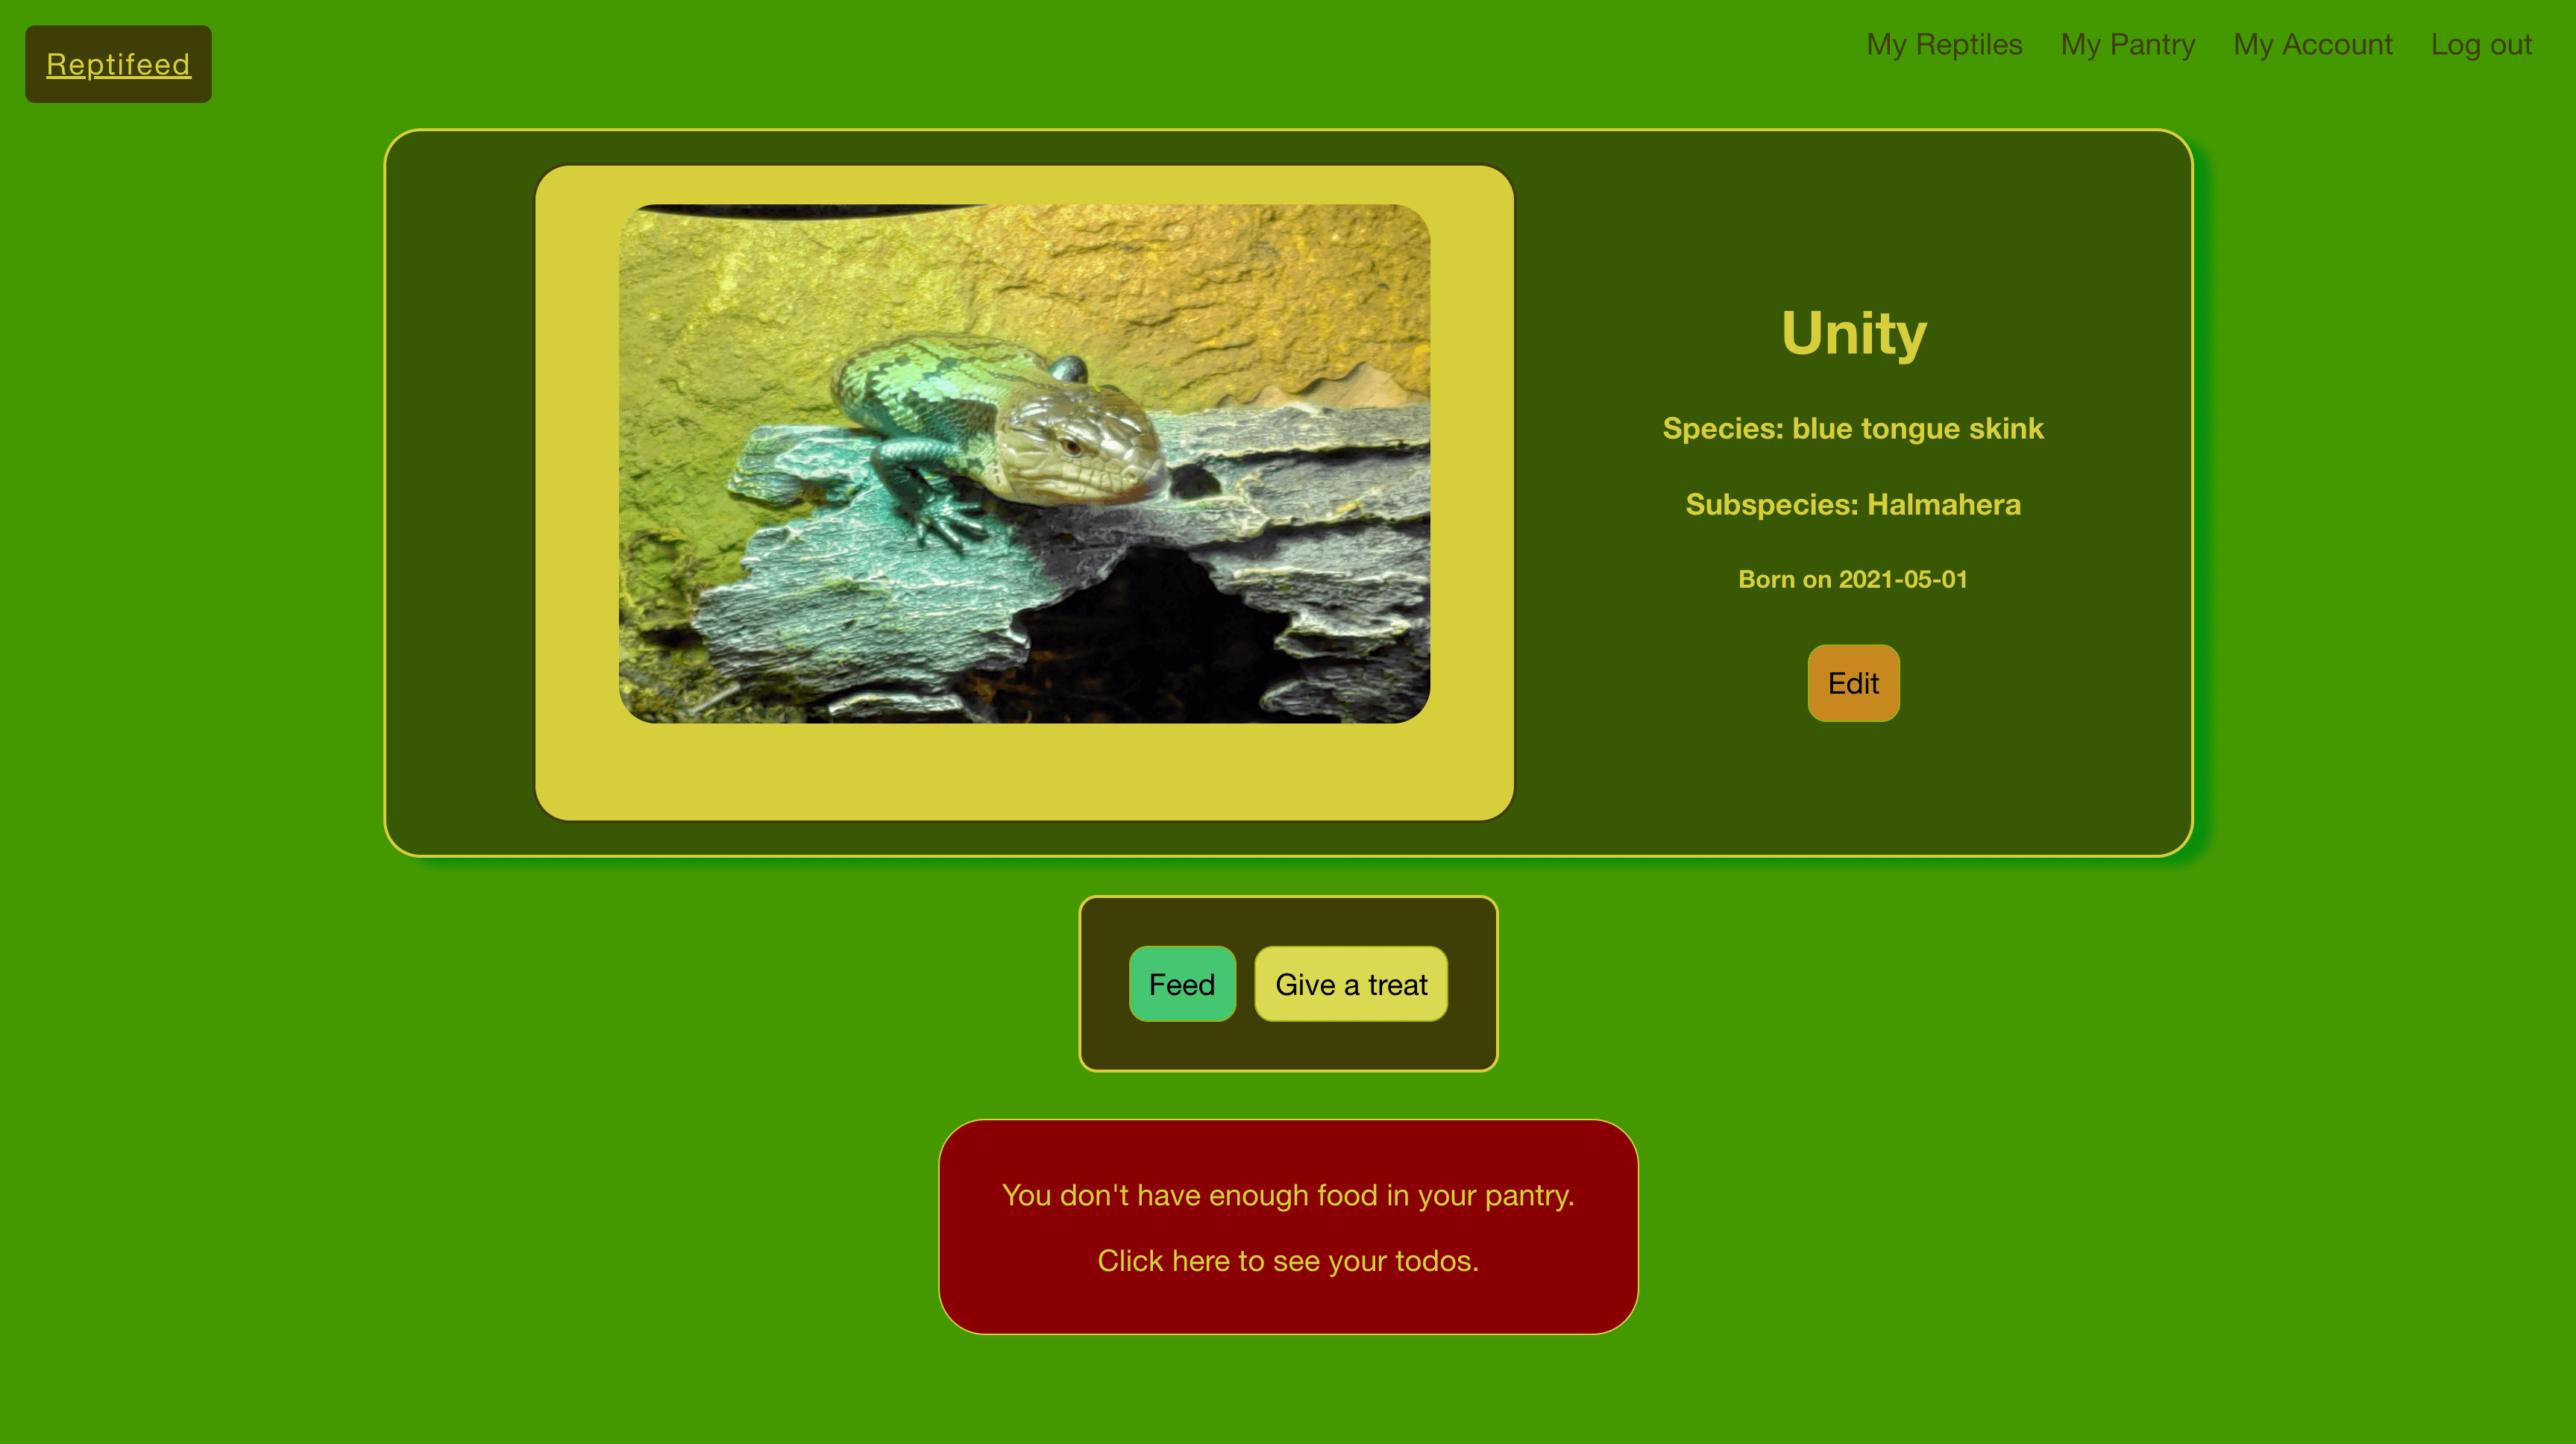 Reptifeed
My Reptiles My Pantry My Account Log out
Unity
Species: blue tongue skink
Subspecies: Halmahera
Born on 2021-05-01
Edit
Feed Give a treat
You don't have enough food in your pantry.
Click here to see your todos.